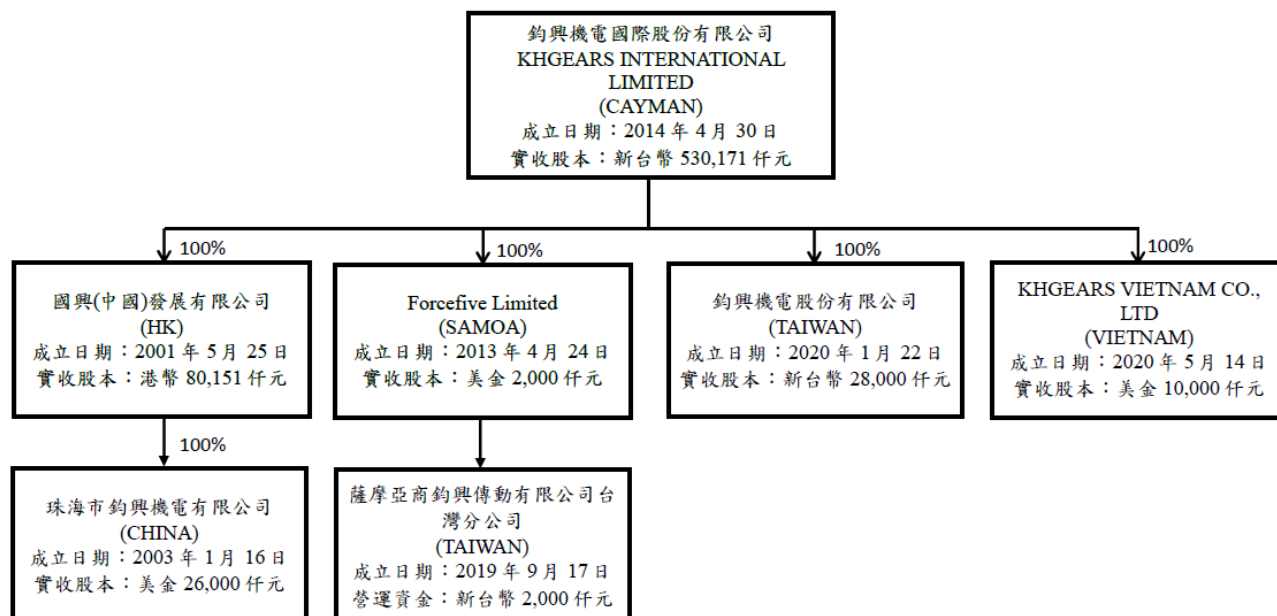 鈞興機電國際股份有限公司
KHGEARS INTERNATIONAL
LIMITED
(CAYMAN)
成立日期：2014 年 4 月 30 日
實收股本：新台幣 530,171 仟元
100%
100%
100%
100%
國興(中國)發展有限公司
(HK)
成立日期：2001 年 5 月 25 日
實收股本：港幣 80,151 仟元
Forcefive Limited
(SAMOA)
成立日期：2013 年 4 月 24 日
實收股本：美金 2,000 仟元
鈞興機電股份有限公司
(TAIWAN)
成立日期：2020 年 1 月 22 日
實收股本：新台幣 28,000 仟元
KHGEARS VIETNAM CO.,
LTD
(VIETNAM)
成立日期：2020 年 5 月 14 日
實收股本：美金 10,000 仟元
100%
珠海市鈞興機電有限公司
(CHINA)
成立日期：2003 年 1 月 16 日
實收股本：美金 26,000 仟元
薩摩亞商鈞興傳動有限公司台
灣分公司
(TAIWAN)
成立日期：2019 年 9 月 17 日
營運資金：新台幣 2,000 仟元